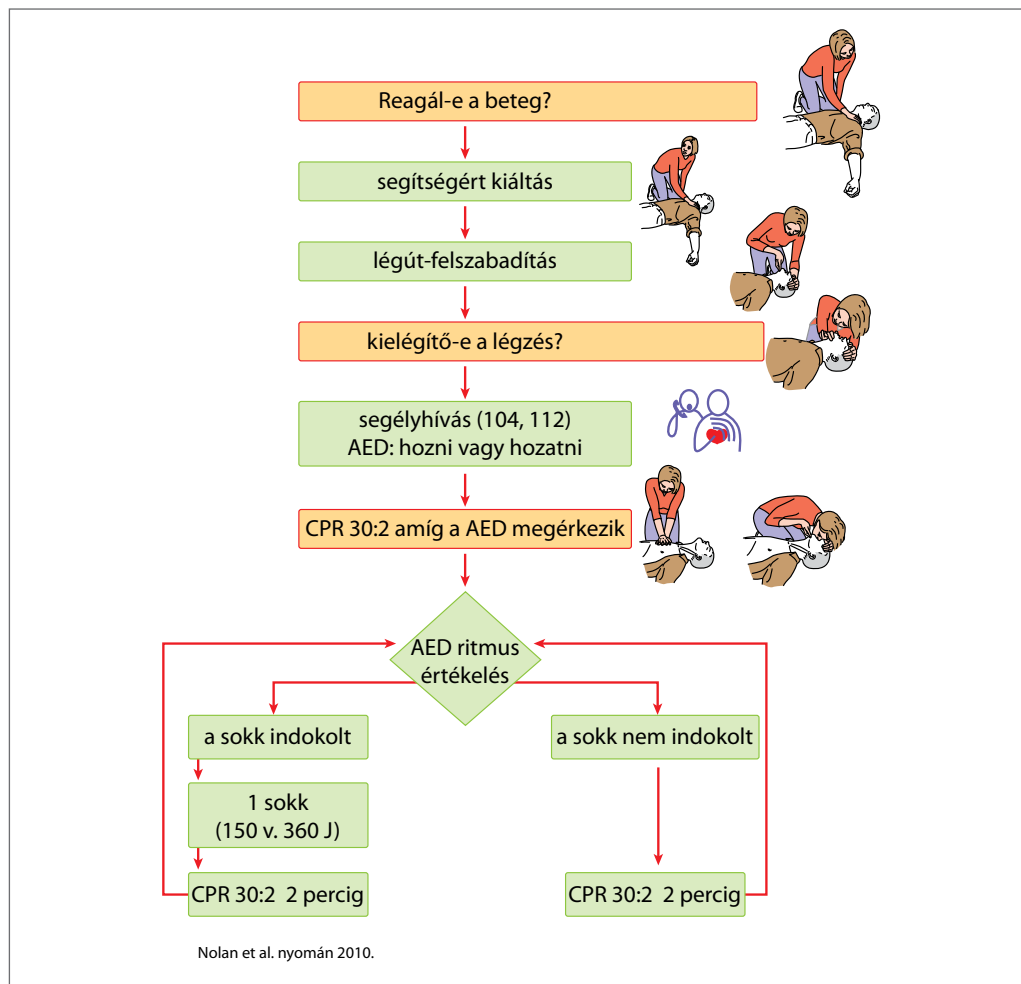 Reagál-e a beteg?
segítségért kiáltás
légút-felszabadítás
kielégítő-e a légzés?
segélyhívás (104, 112)
AED: hozni vagy hozatni
CPR 30:2 amíg a AED megérkezik
AED ritmus
értékelés
a sokk indokolt
a sokk nem indokolt
1 sokk
(150 v. 360 J)
CPR 30:2 2 percig
CPR 30:2 2 percig
Nolan et al. nyomán 2010.